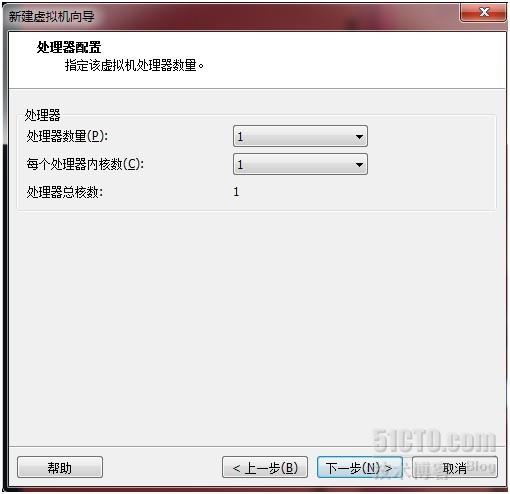 新建虚拟机向导
处理器配置
指定该虚拟机处理器数量。
处理器
处理器数量(P):
1
每个处理器内核数(C):
1
处理器总核数:
1
51CTO.com
技术博客 Blog
帮助
< 上一步(B)
下一步(N) >
取消